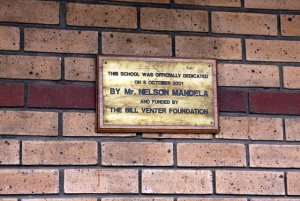 THIS SCHOOL WAS OFFICIALLY DEDICATED
ON 5 OCTOBER 2001
BY Mr. NELSON MANDELA
AND FUNDED BY
THE BILL VENTER FOUNDATION